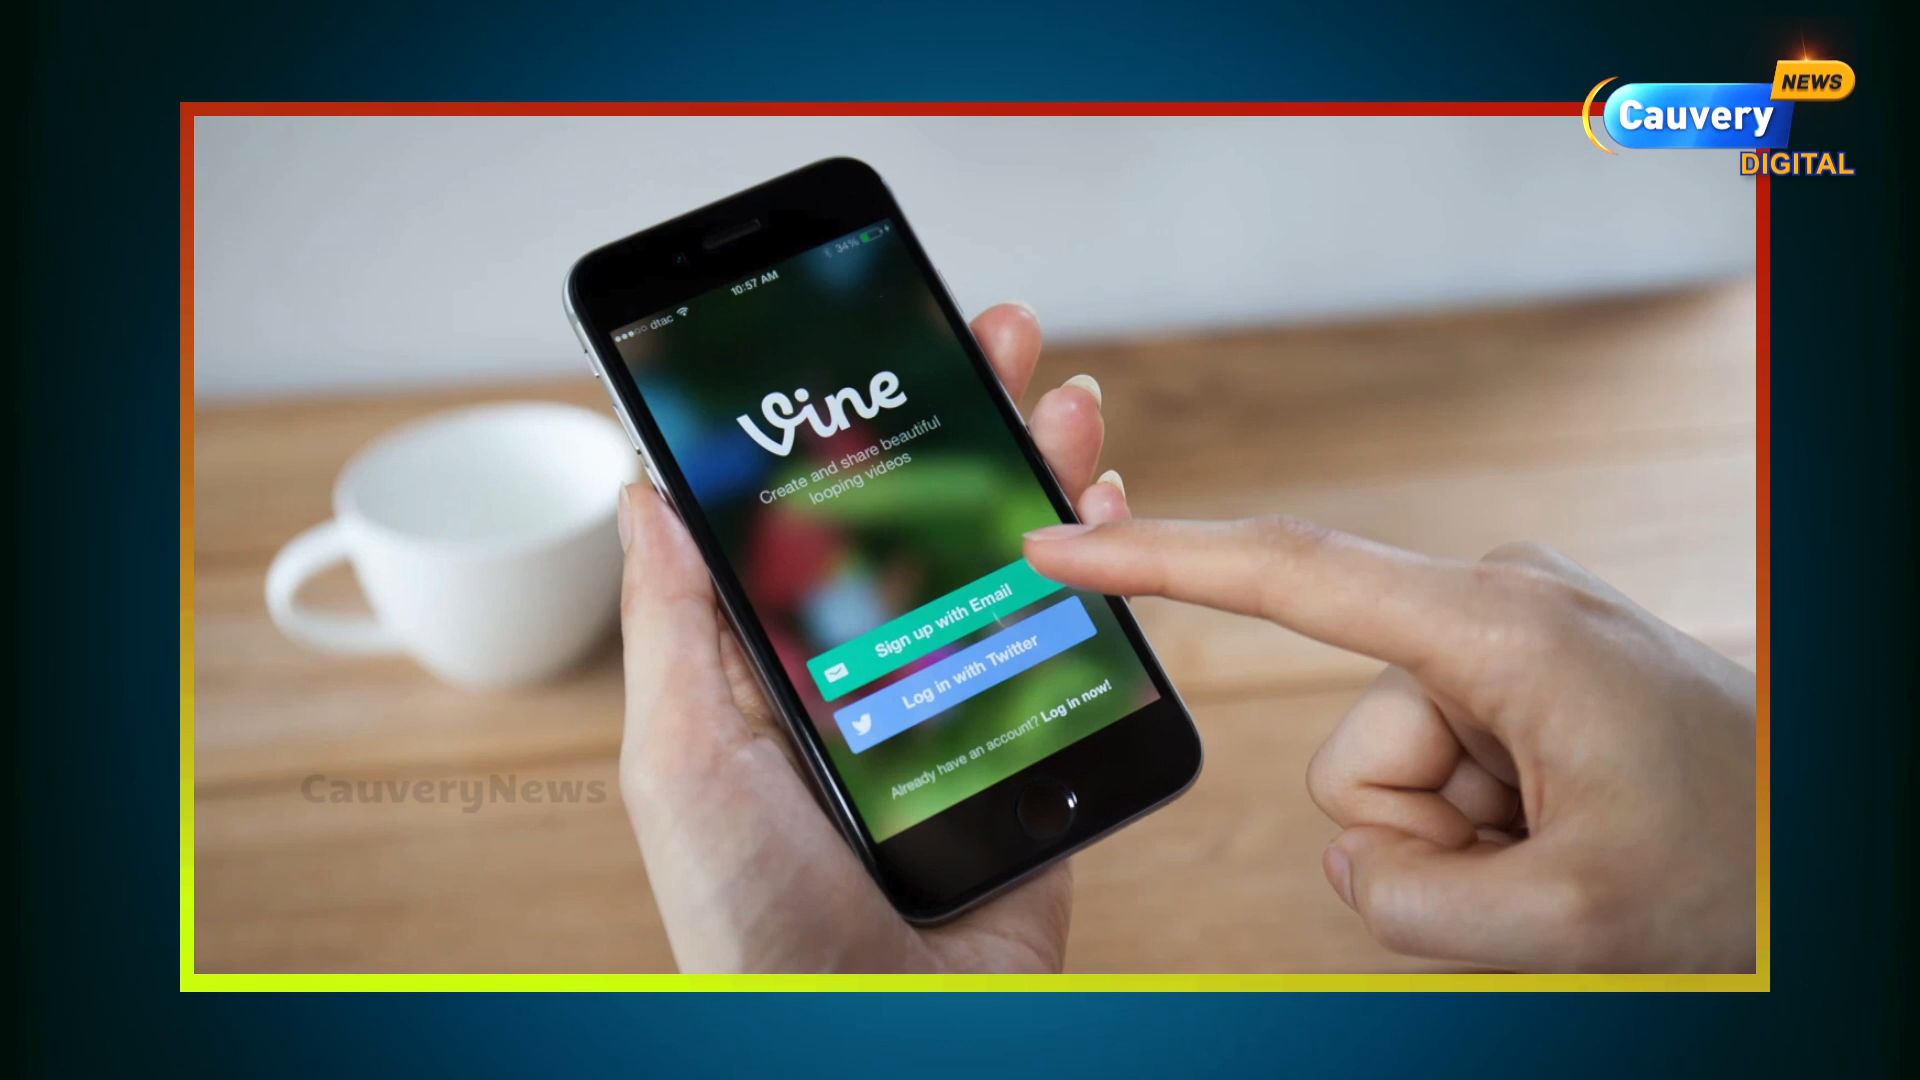 NEWS
Cauvery
DIGITAL
dtac
10:57 AM
34%
Vine
Create and share beautiful
looping videos
Sign up with Email
Log in with Twitter
Already have an account? Log in now!
CauveryNews